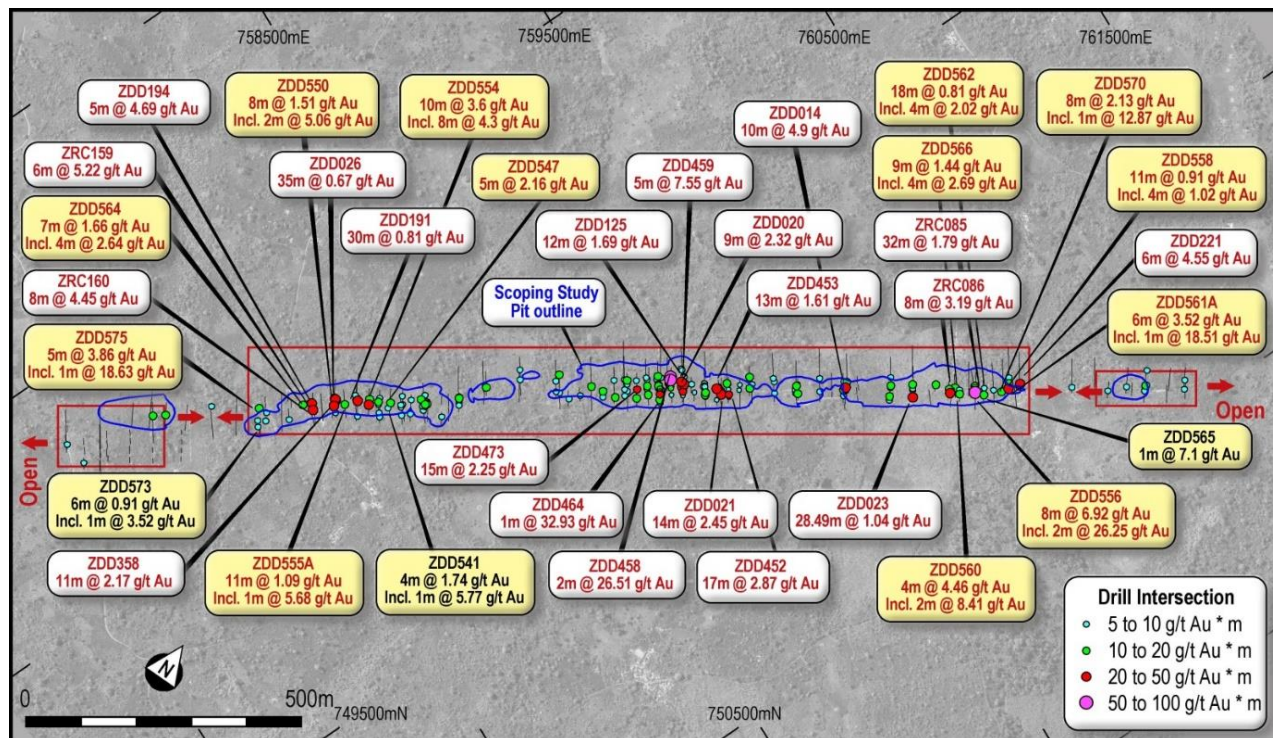 758500mE
759500mE
760500mE
761500mE
ZDD194
5m @ 4.69 g/t Au
ZDD550
8m @ 1.51 g/t Au
Incl. 2m @ 5.06 g/t Au
ZDD554
10m @ 3.6 g/t Au
Incl. 8m @ 4.3 g/t Au
ZDD014
10m @ 4.9 g/t Au
ZDD562
18m @ 0.81 g/t Au
Incl. 4m @ 2.02 g/t Au
ZDD570
8m @ 2.13 g/t Au
Incl. 1m @ 12.87 g/t Au
ZRC159
6m @ 5.22 g/t Au
ZDD026
35m @ 0.67 g/t Au
ZDD547
5m @ 2.16 g/t Au
ZDD459
5m @ 7.55 g/t Au
ZDD566
9m @ 1.44 g/t Au
Incl. 4m @ 2.69 g/t Au
ZDD558
11m @ 0.91 g/t Au
Incl. 4m @ 1.02 g/t Au
ZDD564
7m @ 1.66 g/t Au
Incl. 4m @ 2.64 g/t Au
ZDD191
30m @ 0.81 g/t Au
ZDD125
12m @ 1.69 g/t Au
ZDD020
9m @ 2.32 g/t Au
ZRC085
32m @ 1.79 g/t Au
ZDD221
6m @ 4.55 g/t Au
ZRC160
8m @ 4.45 g/t Au
Scoping Study
Pit outline
ZDD453
13m @ 1.61 g/t Au
ZRC086
8m @ 3.19 g/t Au
ZDD561A
6m @ 3.52 g/t Au
Incl. 1m @ 18.51 g/t Au
ZDD575
5m @ 3.86 g/t Au
Incl. 1m @ 18.63 g/t Au
Open
Open
ZDD573
6m @ 0.91 g/t Au
Incl. 1m @ 3.52 g/t Au
ZDD473
15m @ 2.25 g/t Au
ZDD565
1m @ 7.1 g/t Au
ZDD358
11m @ 2.17 g/t Au
ZDD555A
11m @ 1.09 g/t Au
Incl. 1m @ 5.68 g/t Au
ZDD541
4m @ 1.74 g/t Au
Incl. 1m @ 5.77 g/t Au
ZDD464
1m @ 32.93 g/t Au
ZDD021
14m @ 2.45 g/t Au
ZDD023
28.49m @ 1.04 g/t Au
ZDD556
8m @ 6.92 g/t Au
Incl. 2m @ 26.25 g/t Au
ZDD458
2m @ 26.51 g/t Au
ZDD452
17m @ 2.87 g/t Au
ZDD560
4m @ 4.46 g/t Au
Incl. 2m @ 8.41 g/t Au
Drill Intersection
5 to 10 g/t Au * m
10 to 20 g/t Au * m
20 to 50 g/t Au * m
50 to 100 g/t Au * m
N
0 500m
749500mN
750500mN